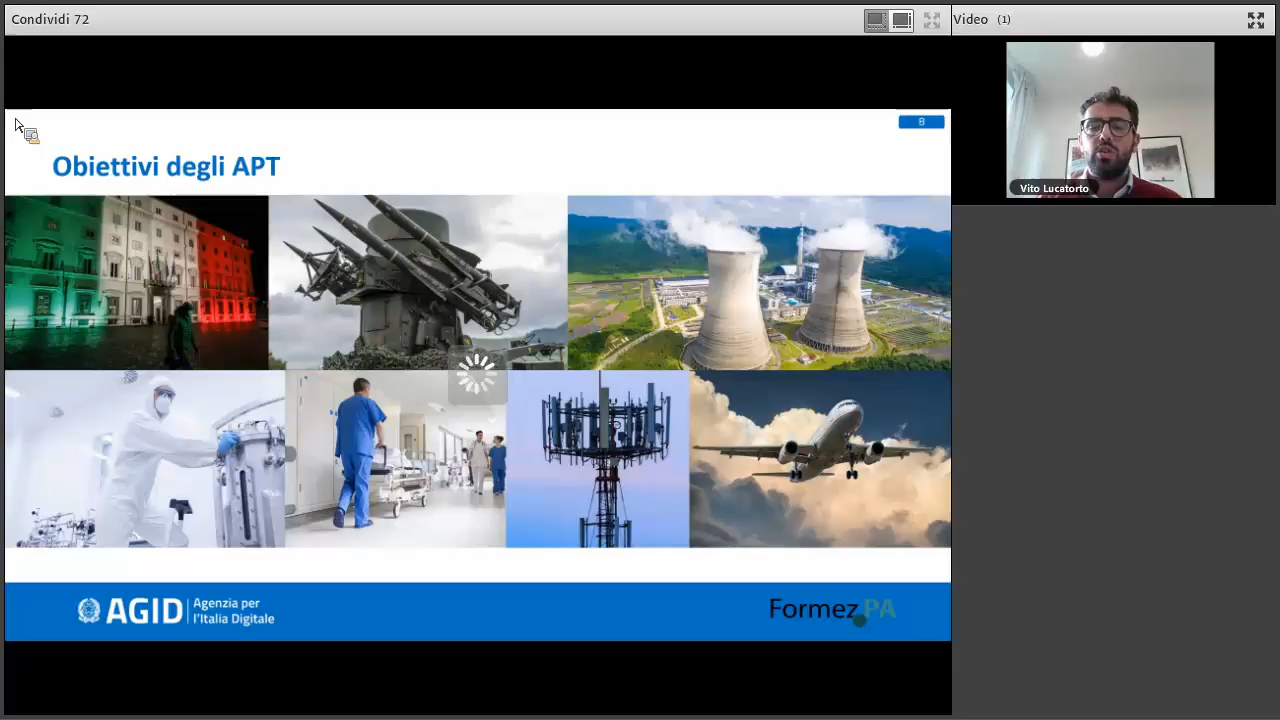 Condividi 72
Video (1)
8
Obiettivi degli APT
Vito Lucatorto
AGID
Agenzia per
l'Italia Digitale
Formez PA